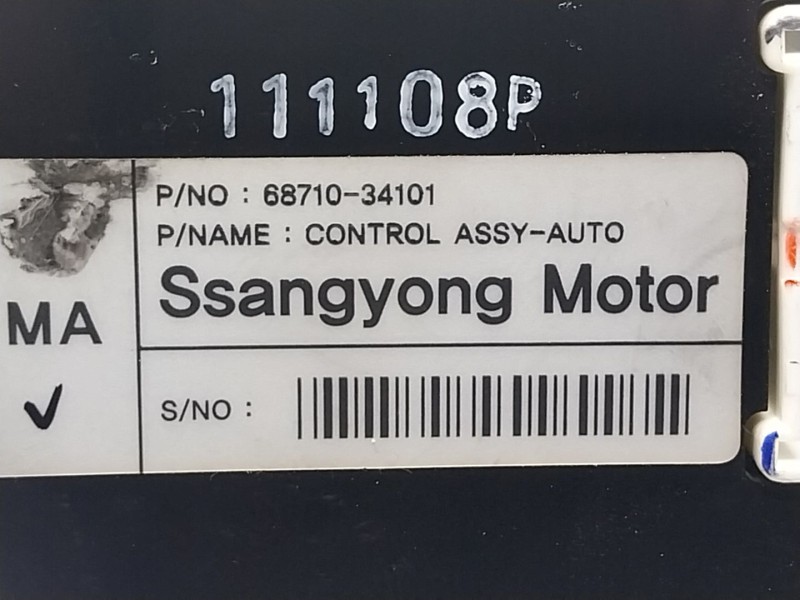 111108P
P/NO : 68710-34101
P/NAME : CONTROL ASSY-AUTO
Ssangyong Motor
MA
S/NO :